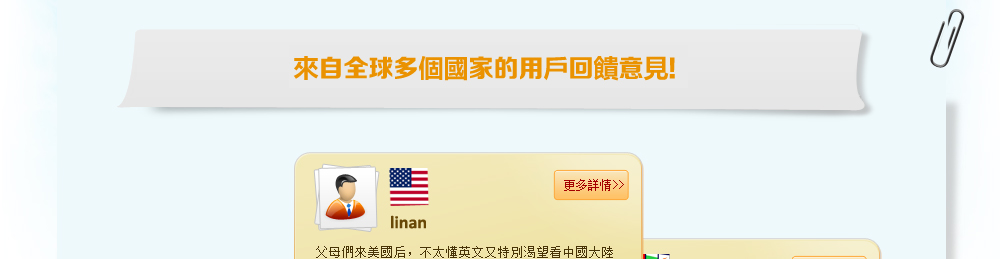 來自全球多個國家的用戶回饋意見!
更多詳情>>
linan
父母們來美國后，不太懂英文又特別渴望看中國大陸